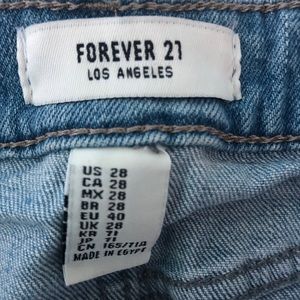 FOREVER 21
LOS ANGELES
US 28
CA 28
MX 28
BR 28
EU 40
UK 28
KR 71
JP 71
CN 165/71A
MADE IN EGYPT